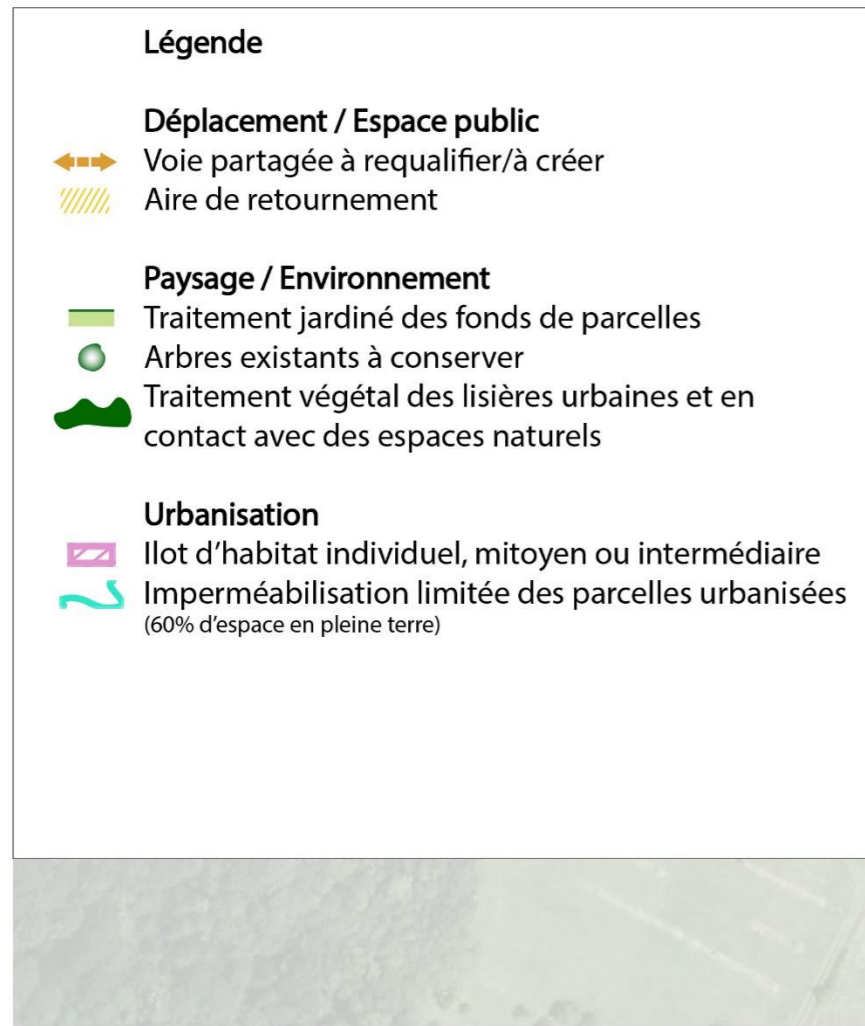 Légende
Déplacement / Espace public
Voie partagée à requalifier/à créer
Aire de retournement
Paysage / Environnement
Traitement jardiné des fonds de parcelles
Arbres existants à conserver
Traitement végétal des lisières urbaines et en
contact avec des espaces naturels
Urbanisation
Ilot d'habitat individuel, mitoyen ou intermédiaire
Imperméabilisation limitée des parcelles urbanisées
(60% d'espace en pleine terre)